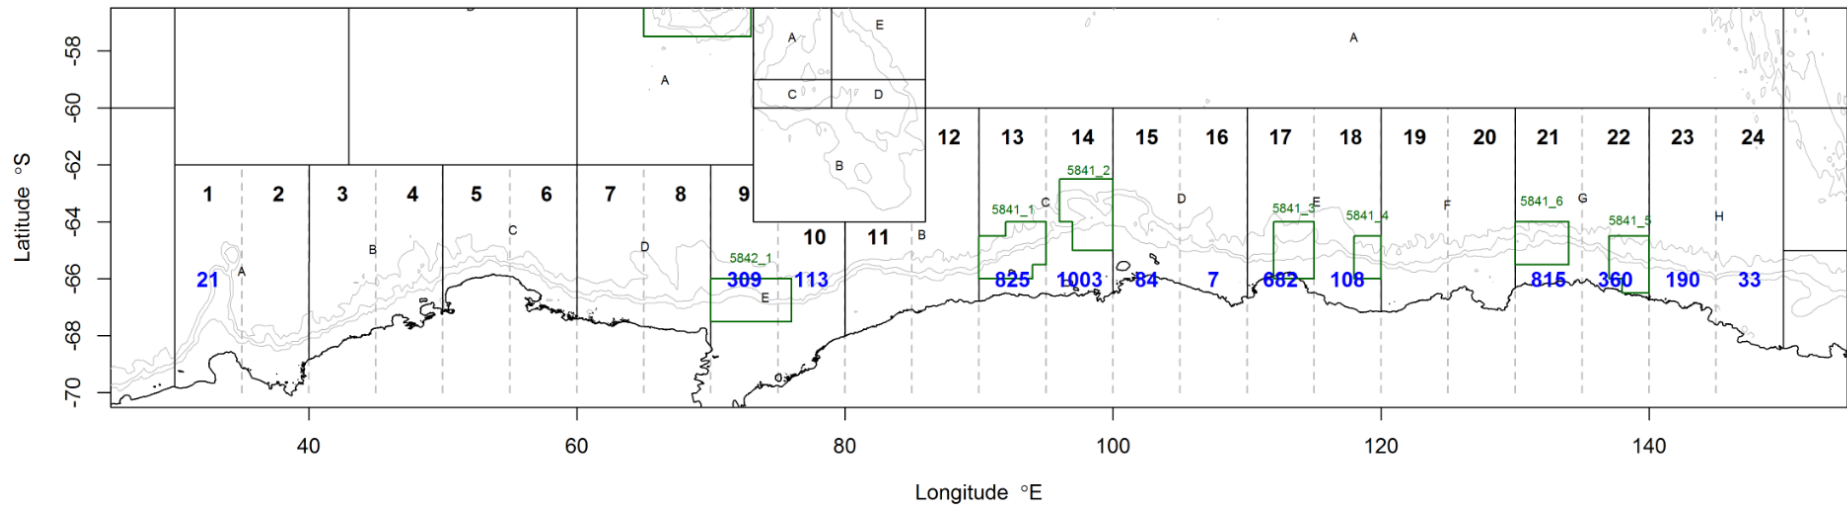 Latitude °S
-58
-60
-62
-64
-66
-68
-70
A
A
A
E
C
D
B
A
12 13 14 15 16 17 18 19 20 21 22 23 24
1 2 3 4 5 6 7 8 9
10 11
5841_2
5841_1
5841_3
5841_4
5841_6
5841_5
5842_1
A B C D E
B C D E F G H
21 309 113 825 1003 84 7 682 108 815 360 190 33
40 60 80 100 120 140
Longitude °E